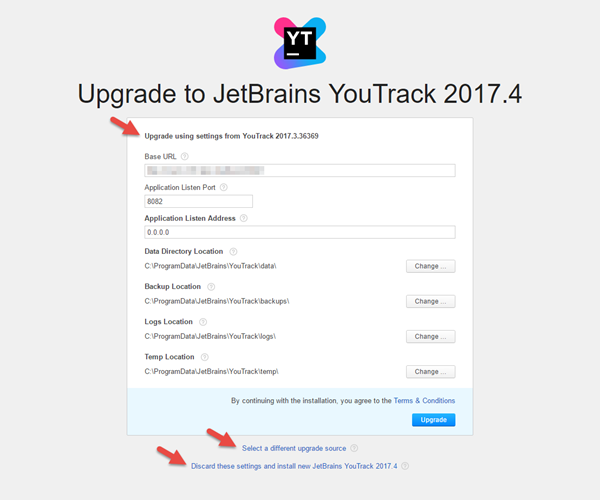 YT
Upgrade to JetBrains YouTrack 2017.4
Upgrade using settings from YouTrack 2017.3.36369
Base URL ?
Application Listen Port ?
8082
Application Listen Address ?
0.0.0.0
Data Directory Location ?
C:\ProgramData\JetBrains\YouTrack\data\ Change ...
Backup Location ?
C:\ProgramData\JetBrains\YouTrack\backups\ Change ...
Logs Location ?
C:\ProgramData\JetBrains\YouTrack\logs\ Change ...
Temp Location ?
C:\ProgramData\JetBrains\YouTrack\temp\ Change ...
By continuing with the installation, you agree to the Terms & Conditions
Upgrade
Select a different upgrade source ?
Discard these settings and install new JetBrains YouTrack 2017.4 ?